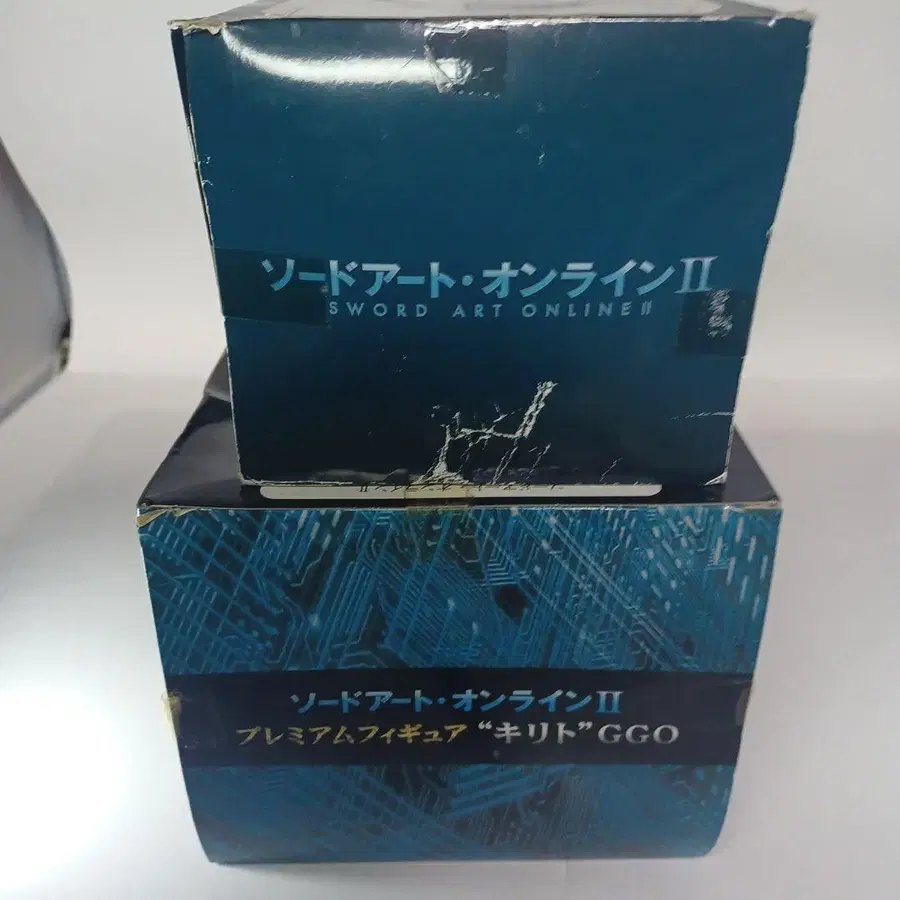 ソードアート・オンラインⅡ
SWORD ART ONLINE Ⅱ
ソードアート・オンラインⅡ
プレミアムフィギュア “キリト” GGO